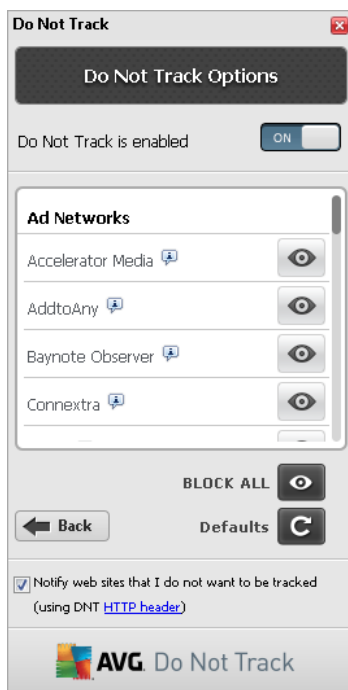 Do Not Track
Do Not Track Options
Do Not Track is enabled
ON
Ad Networks
Accelerator Media
AddtoAny
Baynote Observer
Connextra
BLOCK ALL
Back
Defaults
Notify web sites that I do not want to be tracked
(using DNT HTTP header)
AVG. Do Not Track